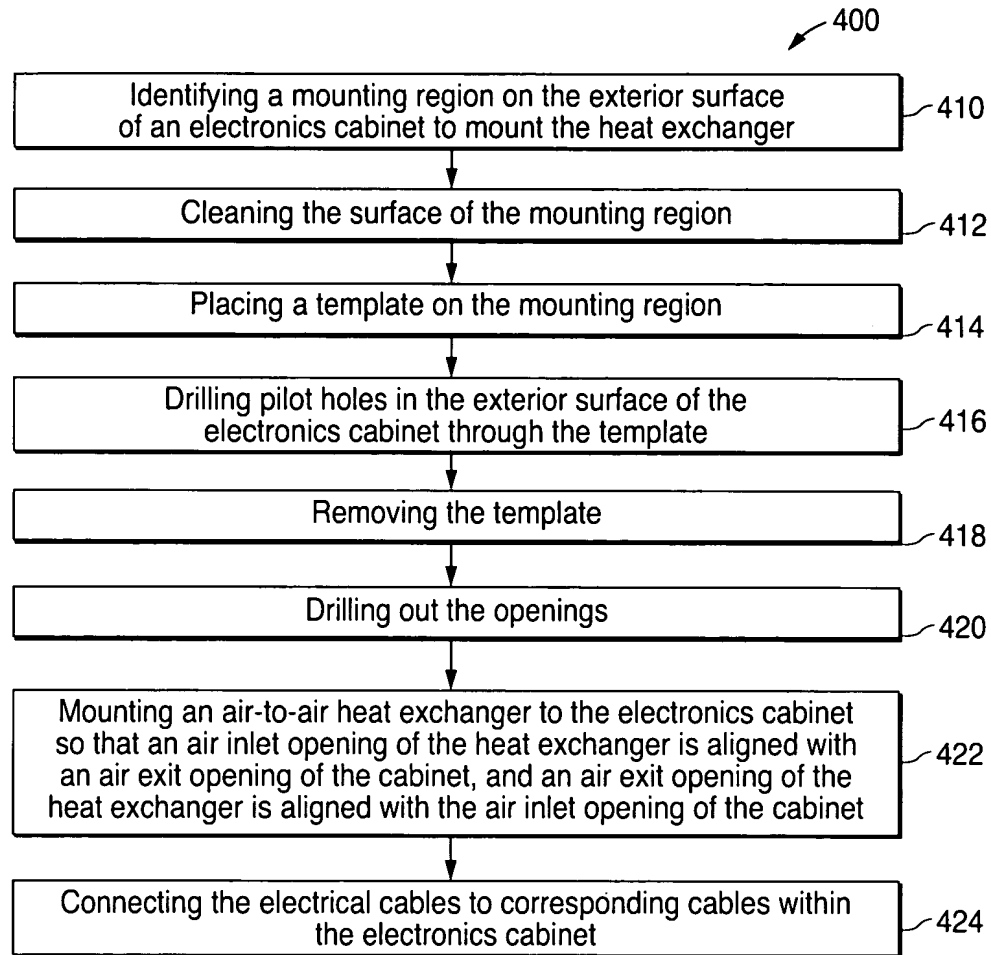 400
Identifying a mounting region on the exterior surface
of an electronics cabinet to mount the heat exchanger
410
Cleaning the surface of the mounting region
412
Placing a template on the mounting region
414
Drilling pilot holes in the exterior surface of the
electronics cabinet through the template
416
Removing the template
418
Drilling out the openings
420
Mounting an air-to-air heat exchanger to the electronics cabinet
so that an air inlet opening of the heat exchanger is aligned with
an air exit opening of the cabinet, and an air exit opening of the
heat exchanger is aligned with the air inlet opening of the cabinet
422
Connecting the electrical cables to corresponding cables within
the electronics cabinet
424